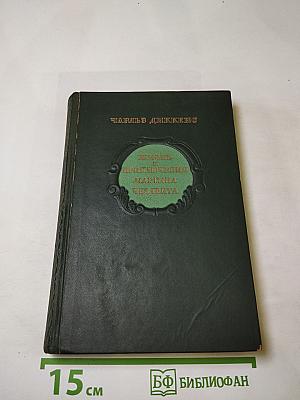 ЧАРЛЬЗ ДИККЕНС
ЖИЗНЬ
И
ПРИКЛЮЧЕНИЯ
МАРТИНА
ЧЕЗЛВИТА
15 СМ
БФ БИБЛИОФАН